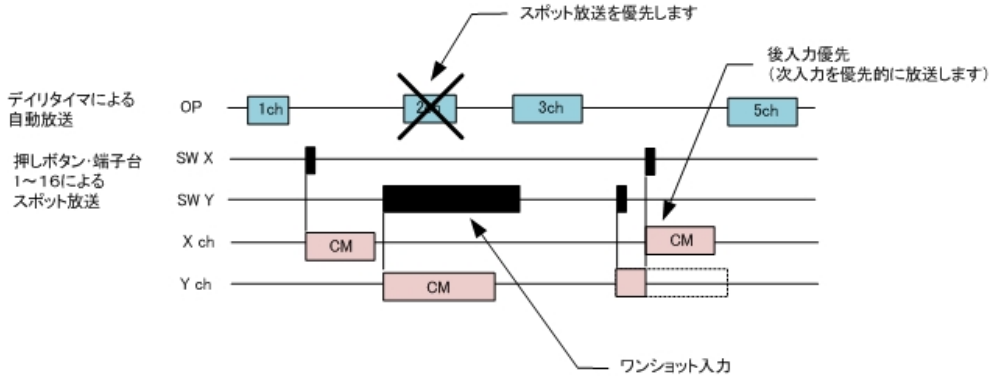 スポット放送を優先します
後入力優先
(次入力を優先的に放送します)
デイリタイマによる
自動放送
OP
1ch
2ch
3ch
5ch
押しボタン・端子台
1～16による
スポット放送
SW X
SW Y
X ch
CM
CM
Y ch
CM
ワンショット入力